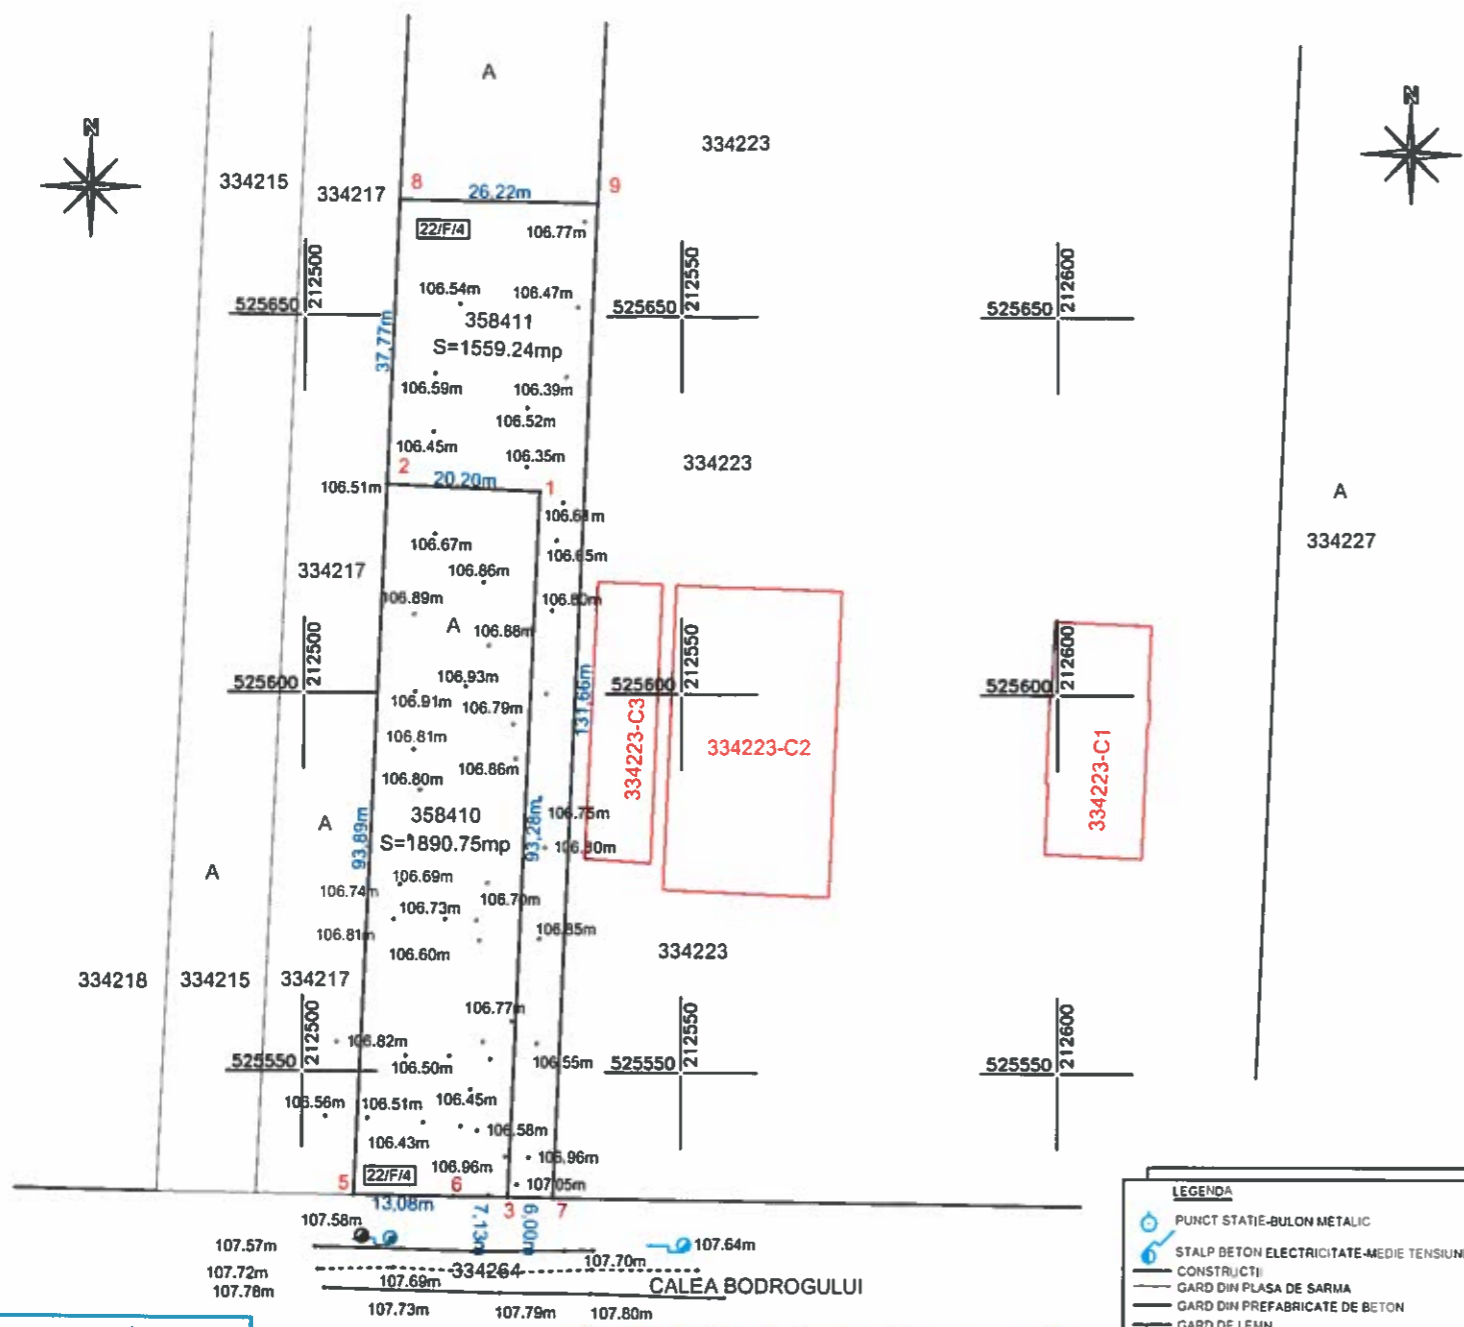 A
N
N
334223
334215
334217
8
26,22m
9
22/F/4
106.77m
212500
212550
212600
106.54m
106.47m
525650
525650
525650
358411
37,77m
S=1559.24mp
106.59m
106.39m
106.52m
106.45m
106.35m
334223
2
20,20m
106.51m
1
A
106.67m
106.65m
334227
334217
106.86m
106.89m
106.80m
A
106.88m
212500
212550
212600
106.93m
525600
525600
525600
106.91m
106.79m
131,66m
106.81m
334223-C3
334223-C2
334223-C1
106.86m
106.80m
358410
93,28m
106.75m
A
93,89m
S=1890.75mp
106.80m
A
106.69m
106.74m
106.70m
106.73m
106.81m
106.85m
106.60m
334223
334218
334215
334217
106.77m
212500
212550
212600
106.82m
525550
106.50m
106.55m
525550
525550
106.56m
106.51m
106.45m
106.58m
106.43m
106.96m
106.96m
22/F/4
107.05m
5
6
13,08m
7,13m
3
6,00m
7
107.58m
107.57m
107.64m
107.70m
107.72m
334264
107.69m
107.78m
CALEA BODROGULUI
107.73m
107.79m
107.80m
LEGENDA
PUNCT STATIE-BULON METALIC
STALP BETON ELECTRICITATE-MEDIE TENSIUNE
CONSTRUCTII
GARD DIN PLASA DE SARMA
GARD DIN PREFABRICATE DE BETON
GARD DE LEMN